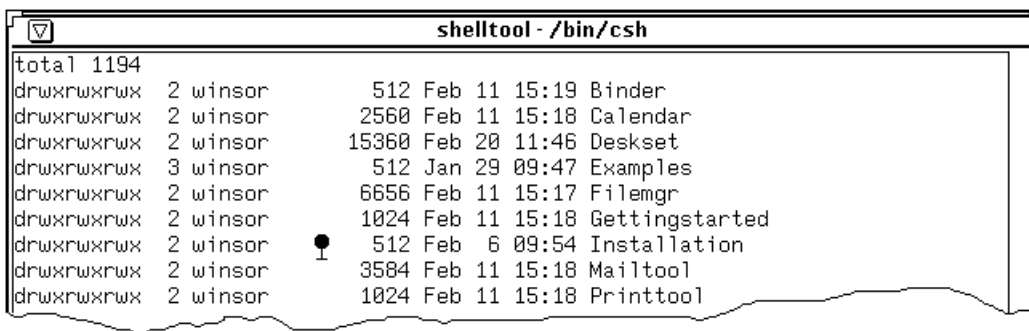 shelltool - /bin/csh
total 1194
drwxrwxrwx  2 winsor        512 Feb 11 15:19 Binder
drwxrwxrwx  2 winsor       2560 Feb 11 15:18 Calendar
drwxrwxrwx  2 winsor      15360 Feb 20 11:46 Deskset
drwxrwxrwx  3 winsor        512 Jan 29 09:47 Examples
drwxrwxrwx  2 winsor       6656 Feb 11 15:17 Filemgr
drwxrwxrwx  2 winsor       1024 Feb 11 15:18 Gettingstarted
drwxrwxrwx  2 winsor        512 Feb  6 09:54 Installation
drwxrwxrwx  2 winsor       3584 Feb 11 15:18 Mailtool
drwxrwxrwx  2 winsor       1024 Feb 11 15:18 Printtool